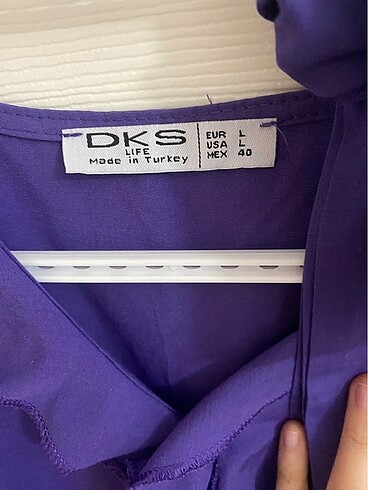 DKS
LIFE
Made in Turkey
EUR L
USA L
MEX 40